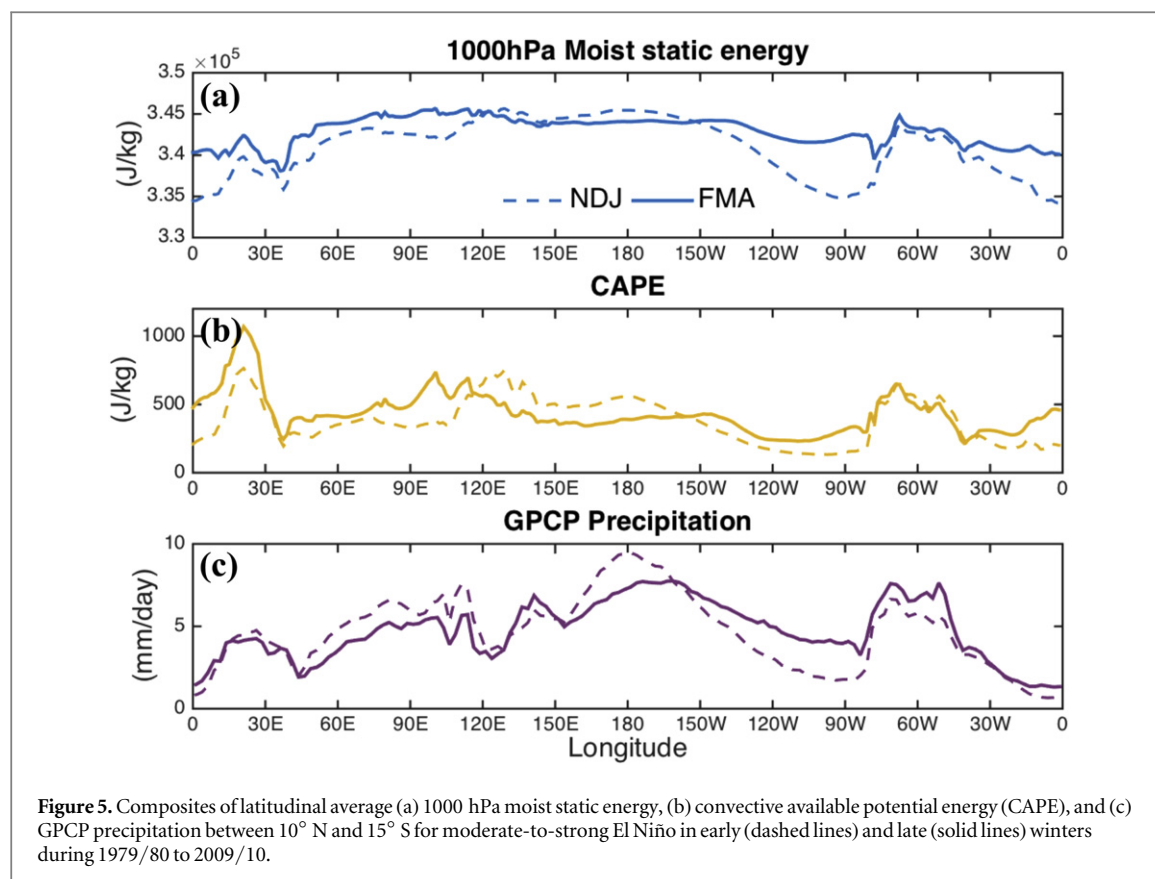 1000hPa Moist static energy
×10⁵
3.5
3.45
3.4
3.35
3.3
(J/kg)
(a)
NDJ FMA
0 30E 60E 90E 120E 150E 180 150W 120W 90W 60W 30W 0
CAPE
1000
500
0
(J/kg)
(b)
0 30E 60E 90E 120E 150E 180 150W 120W 90W 60W 30W 0
GPCP Precipitation
10
5
0
(mm/day)
(c)
0 30E 60E 90E 120E 150E 180 150W 120W 90W 60W 30W 0
Longitude
Figure 5. Composites of latitudinal average (a) 1000 hPa moist static energy, (b) convective available potential energy (CAPE), and (c)
GPCP precipitation between 10° N and 15° S for moderate-to-strong El Niño in early (dashed lines) and late (solid lines) winters
during 1979/80 to 2009/10.